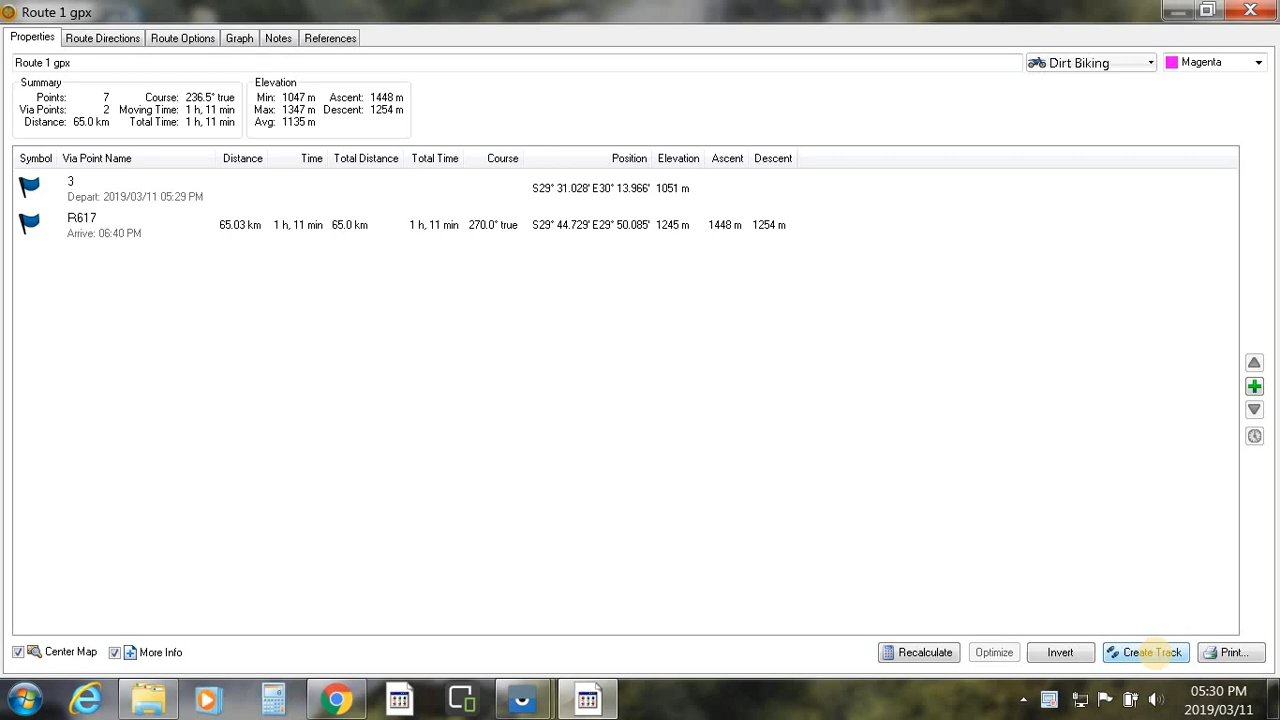 Route 1 gpx
Properties Route Directions Route Options Graph Notes References
Route 1 gpx Dirt Biking Magenta
Summary Elevation
Points: 7 Course: 236.5° true Min: 1047 m Ascent: 1448 m
Via Points: 2 Moving Time: 1 h, 11 min Max: 1347 m Descent: 1254 m
Distance: 65.0 km Total Time: 1 h, 11 min Avg: 1135 m
Symbol Via Point Name Distance Time Total Distance Total Time Course Position Elevation Ascent Descent
3
Depart: 2019/03/11 05:29 PM
S29° 31.028' E30° 13.966' 1051 m
R617
Arrive: 06:40 PM
65.03 km 1 h, 11 min 65.0 km 1 h, 11 min 270.0° true S29° 44.729' E29° 50.085' 1245 m 1448 m 1254 m
Center Map More Info Recalculate Optimize Invert Create Track Print...
05:30 PM
2019/03/11